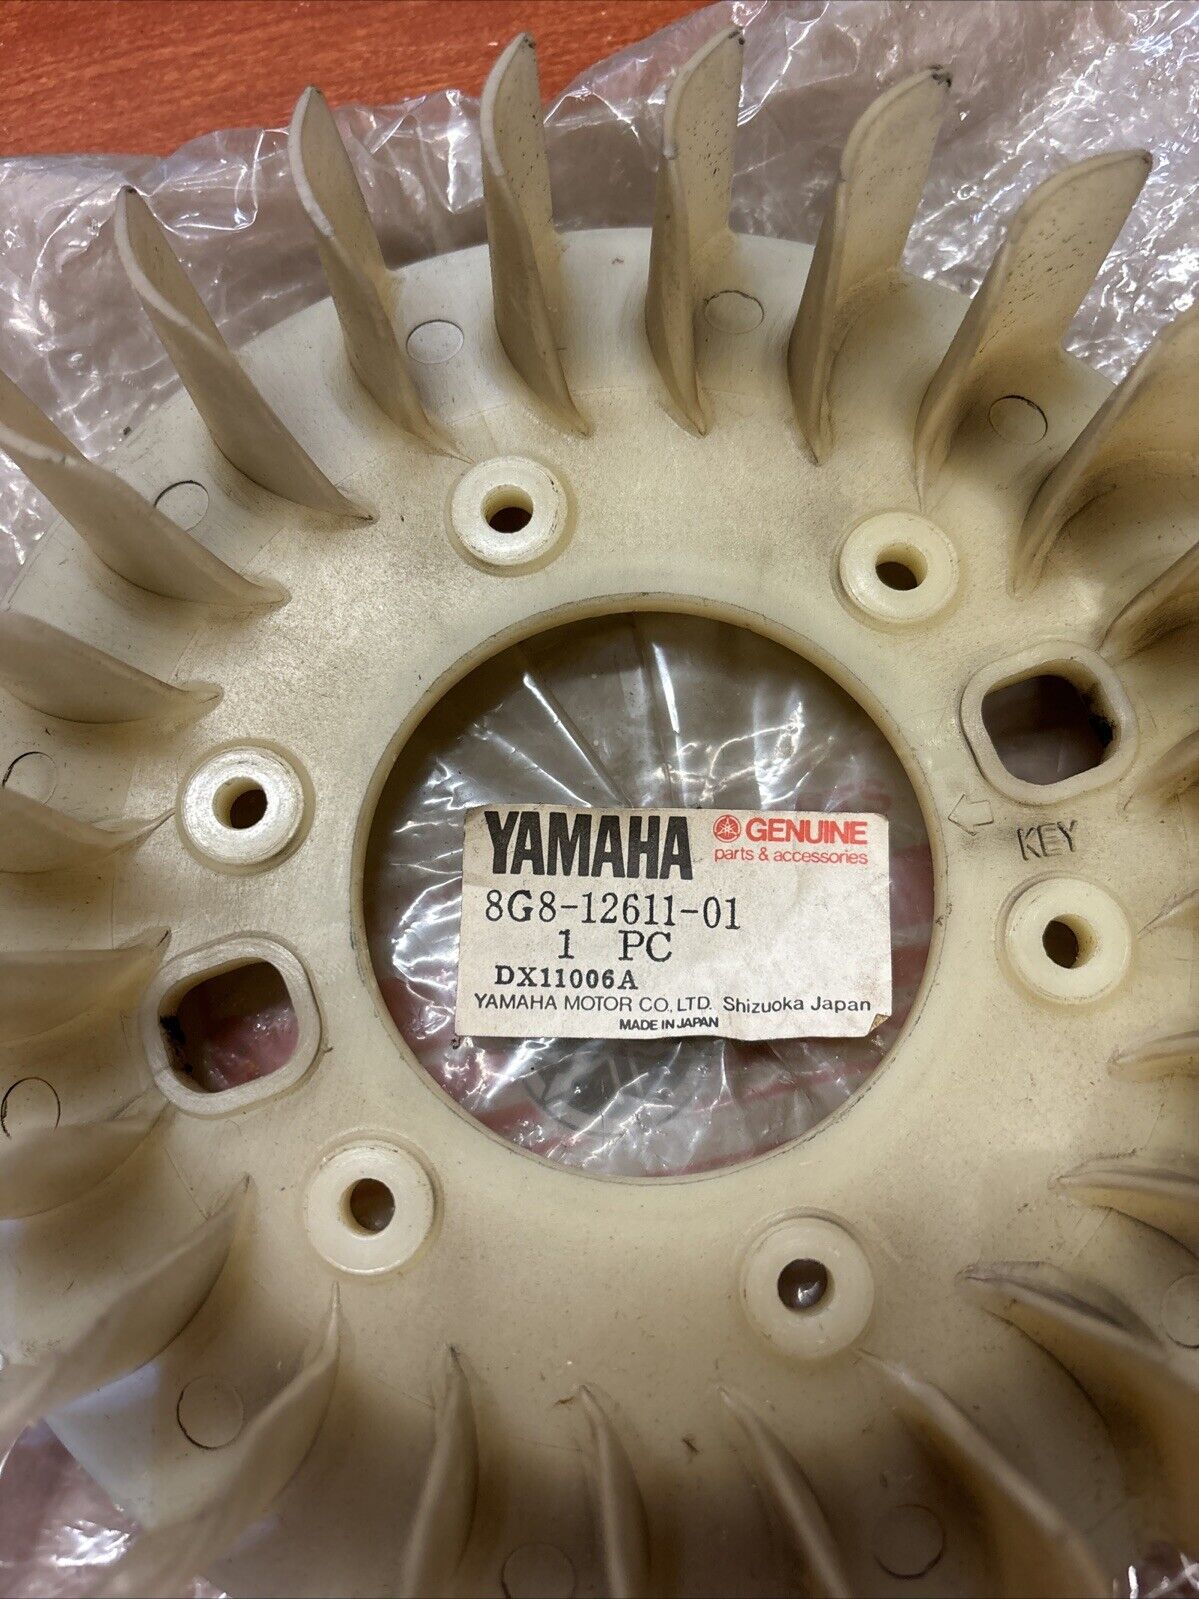 YAMAHA GENUINE
parts & accessories
8G8-12611-01
1 PC
DX11006A
YAMAHA MOTOR CO., LTD. Shizuoka Japan
MADE IN JAPAN
KEY